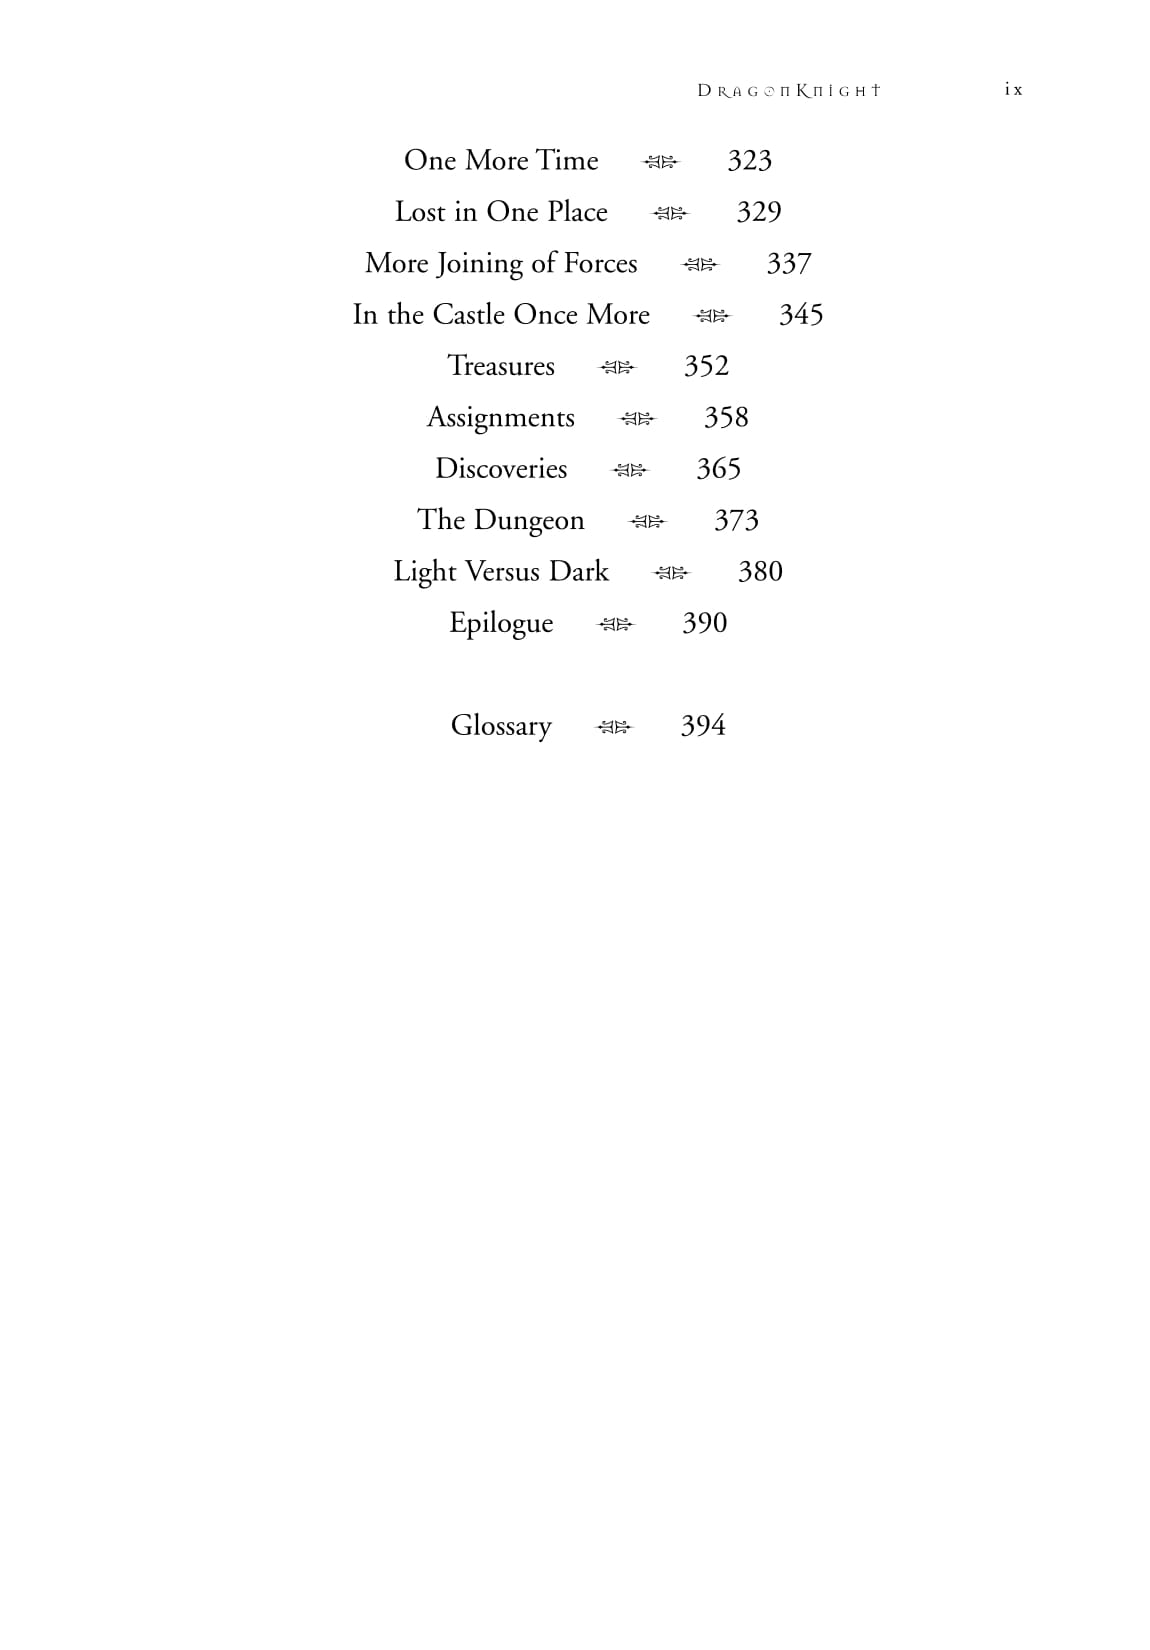 DragonKnight ix
One More Time 323
Lost in One Place 329
More Joining of Forces 337
In the Castle Once More 345
Treasures 352
Assignments 358
Discoveries 365
The Dungeon 373
Light Versus Dark 380
Epilogue 390
Glossary 394